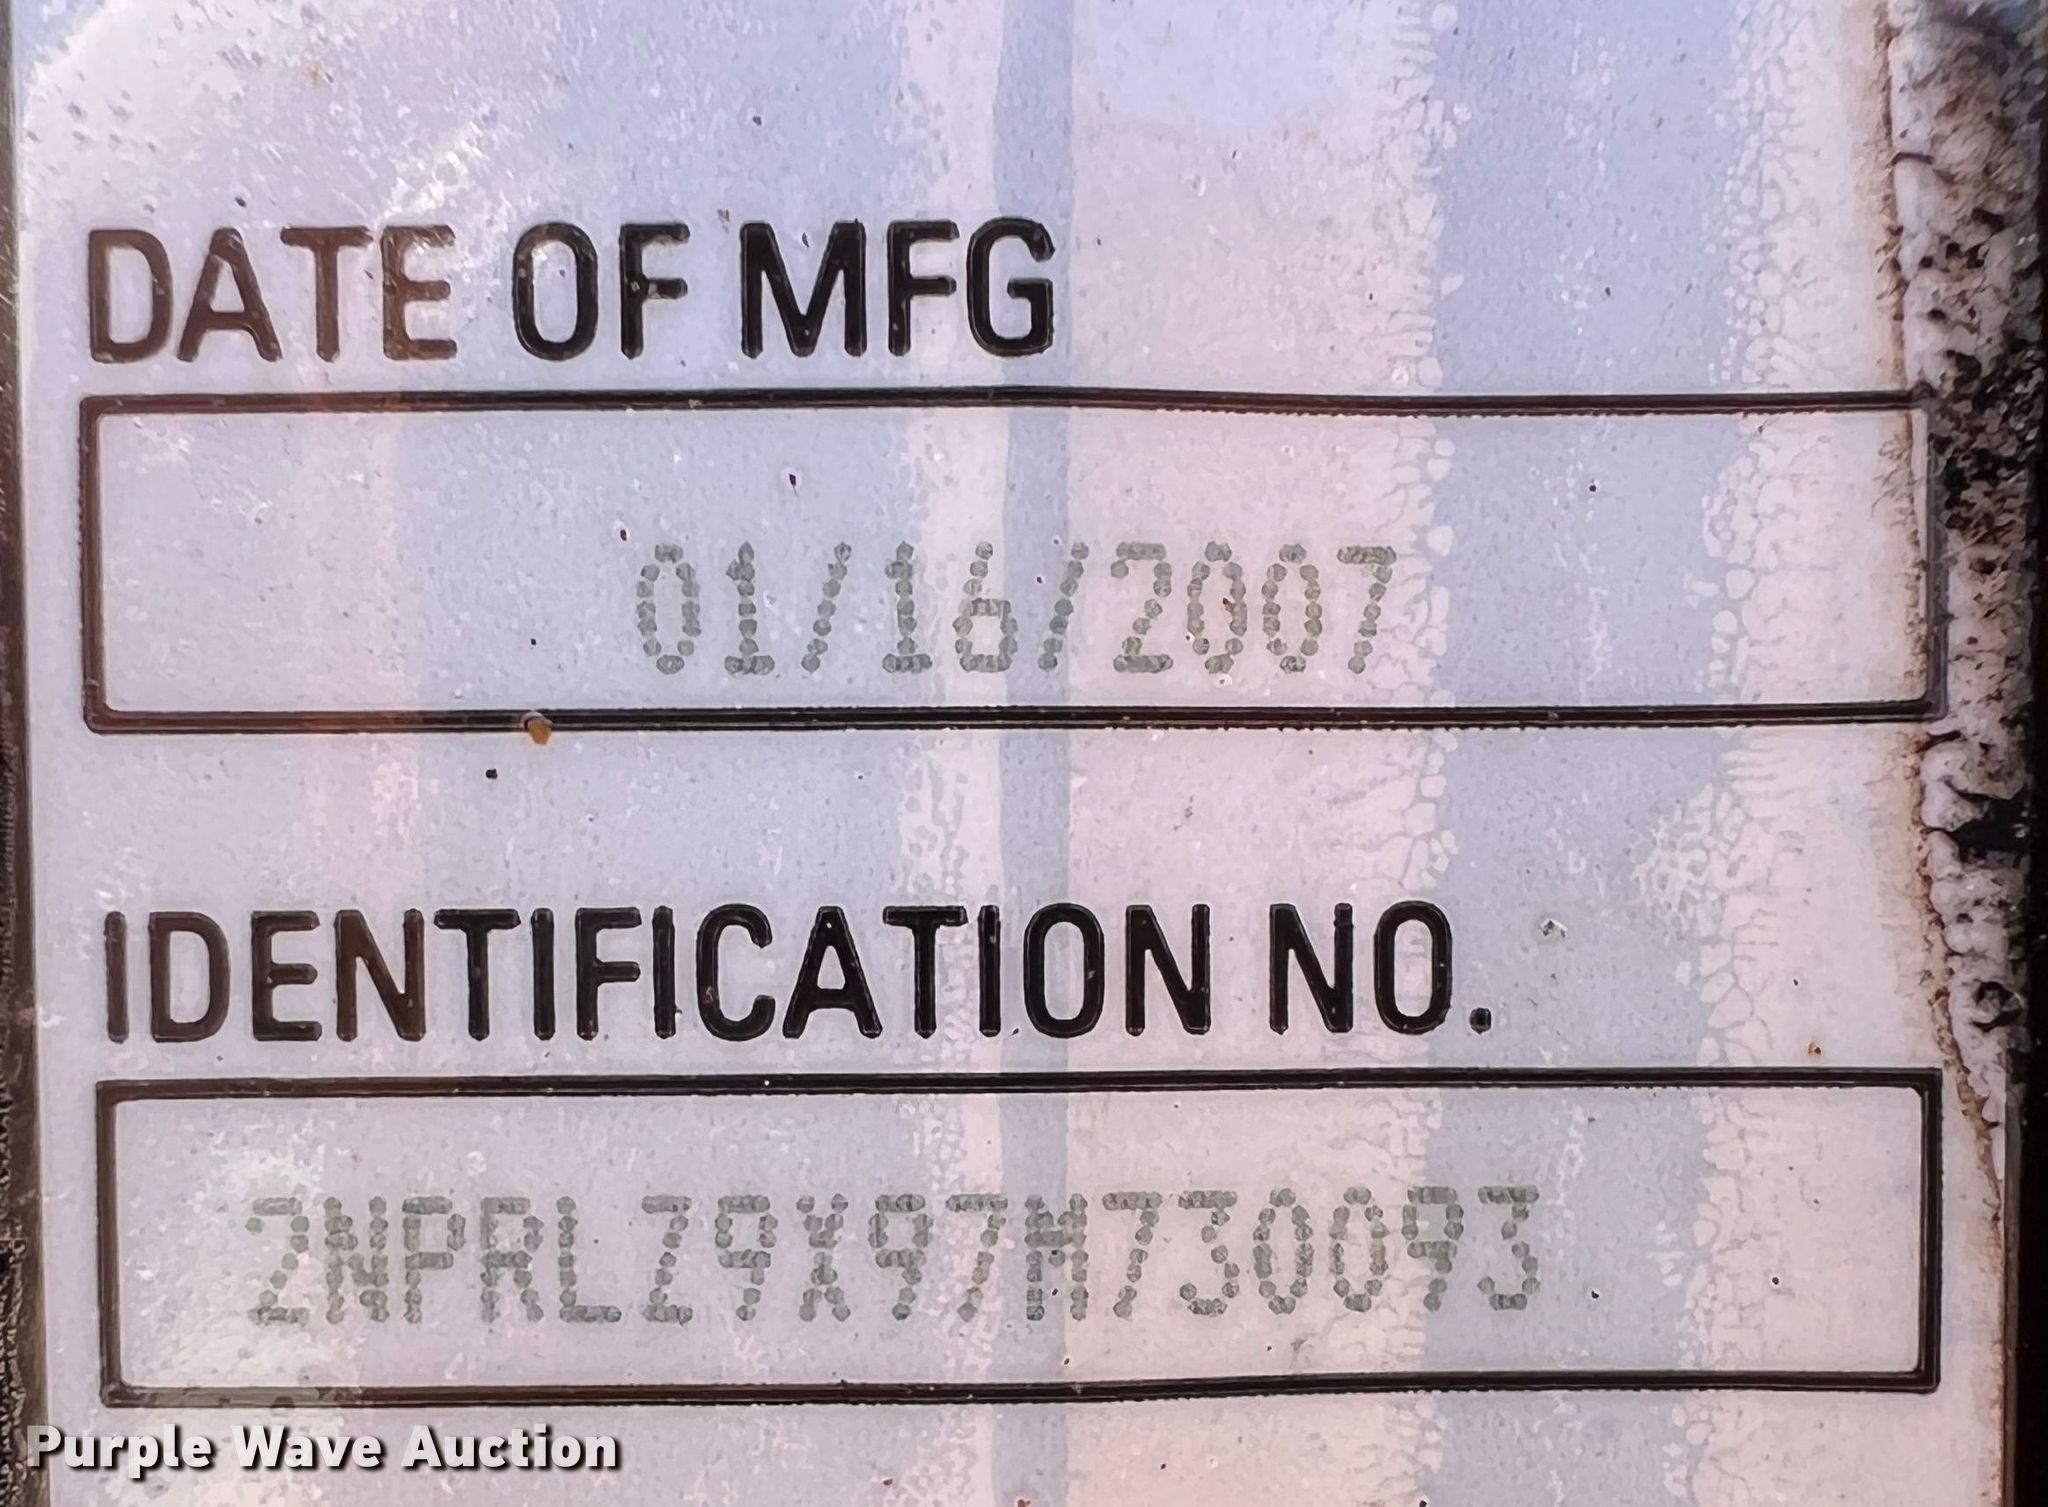 DATE OF MFG
01/16/2007
IDENTIFICATION NO.
2NPRLZ9X97M730093
Purple Wave Auction